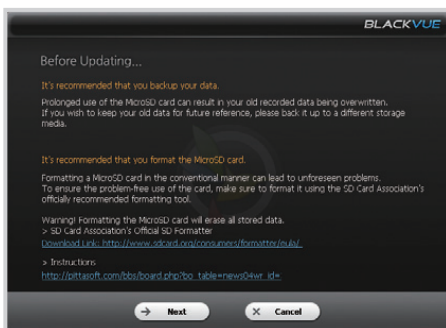 BLACKVUE
Before Updating...
It's recommended that you backup your data.
Prolonged use of the MicroSD card can result in your old recorded data being overwritten.
If you wish to keep your old data for future reference, please back it up to a different storage
media.
It's recommended that you format the MicroSD card.
Formatting a MicroSD card in the conventional manner can lead to unforeseen problems.
To ensure the problem-free use of the card, make sure to format it using the SD Card Association's
officially recommended formatting tool.
Warning! Formatting the MicroSD card will erase all stored data.
> SD Card Association's Official SD Formatter
Download Link: http://www.sdcard.org/consumers/formatter/eula/
> Instructions
http://pittasoft.com/bbs/board.php?bo_table=news04wr_id=
Next
Cancel